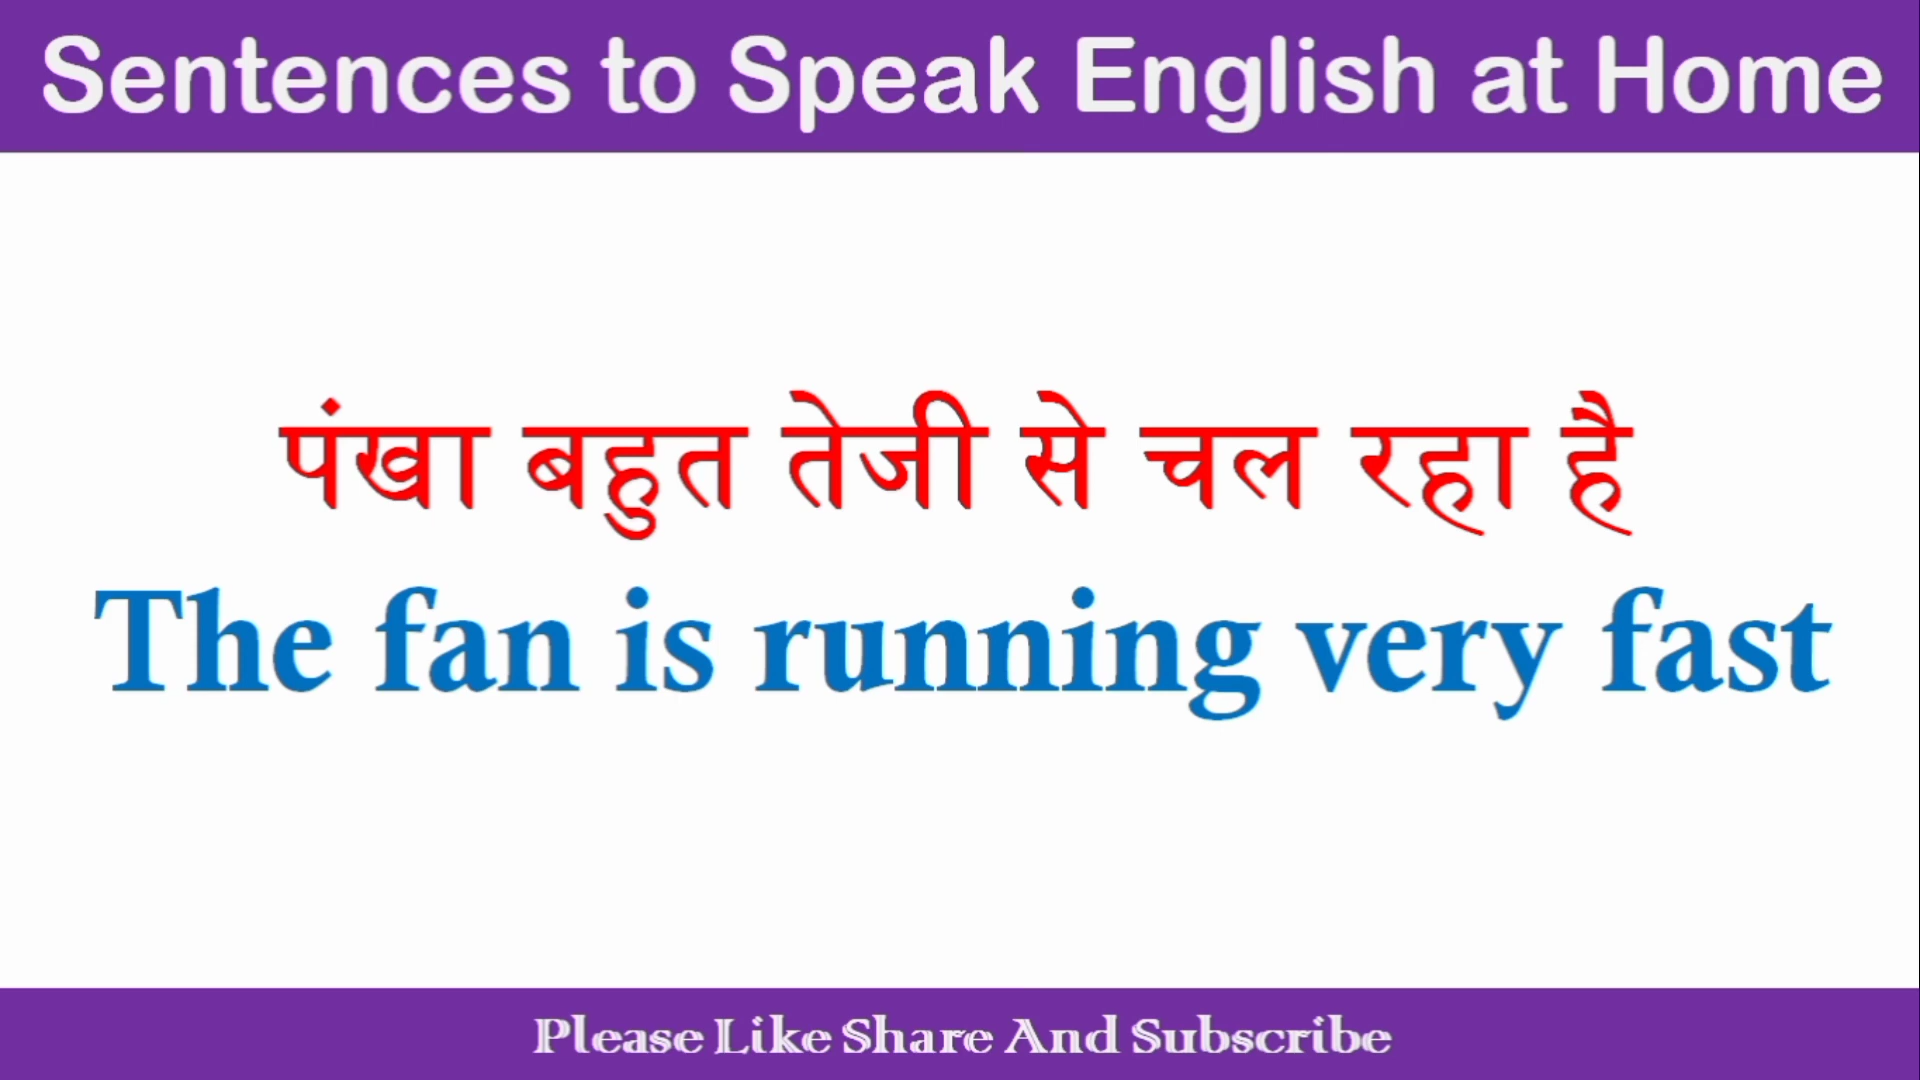 Sentences to Speak English at Home
पंखा बहुत तेजी से चल रहा है
The fan is running very fast
Please Like Share And Subscribe